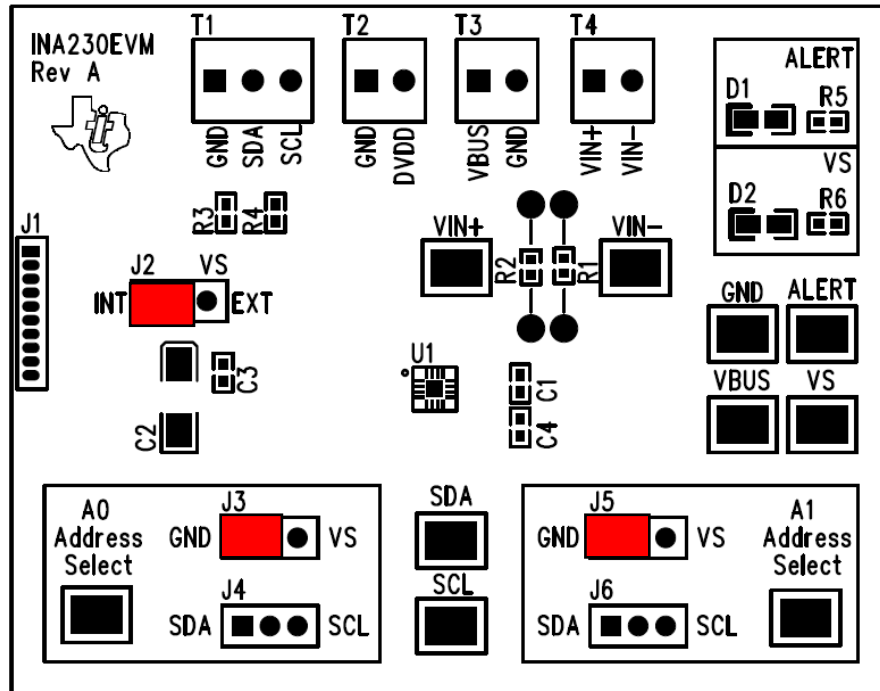 INA230EVM
Rev A
T1
GND
SDA
SCL
T2
GND
DVDD
T3
VBUS
GND
T4
VIN+
VIN-
ALERT
D1
R5
VS
D2
R6
R3
R4
J1
J2
VS
INT
EXT
VIN+
R2
R1
VIN-
GND
ALERT
VBUS
VS
C3
C2
U1
C1
C4
A0
Address
Select
J3
GND
VS
J4
SDA
SCL
SDA
SCL
J5
GND
VS
J6
SDA
SCL
A1
Address
Select